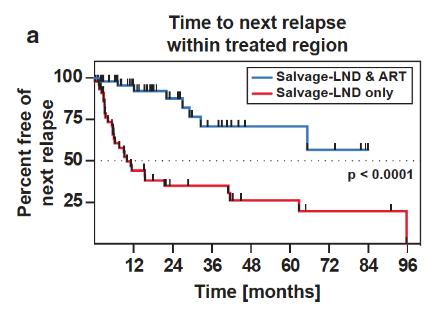 a
Time to next relapse
within treated region
Percent free of
next relapse
100
75
50
25
Salvage-LND & ART
Salvage-LND only
p < 0.0001
12 24 36 48 60 72 84 96
Time [months]